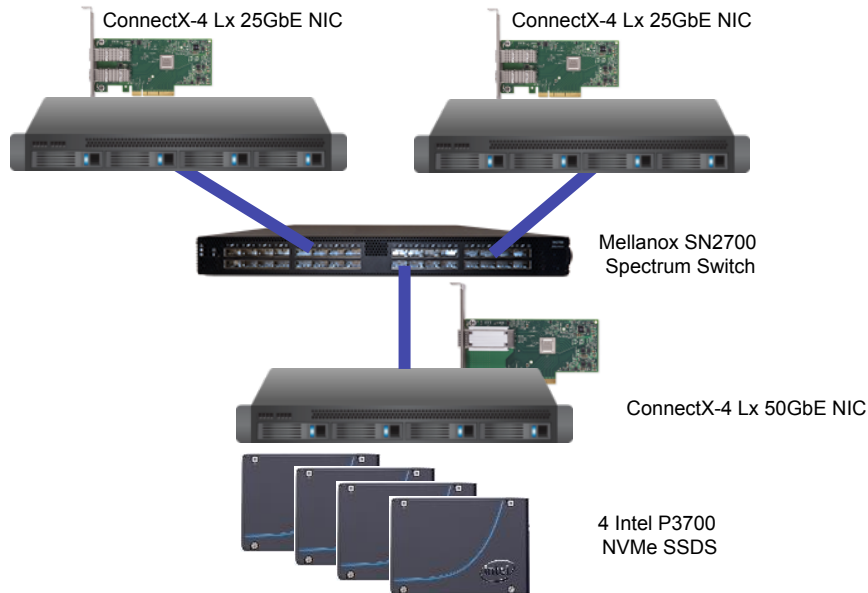 ConnectX-4 Lx 25GbE NIC
ConnectX-4 Lx 25GbE NIC
Mellanox SN2700
Spectrum Switch
ConnectX-4 Lx 50GbE NIC
4 Intel P3700
NVMe SSDS
intel